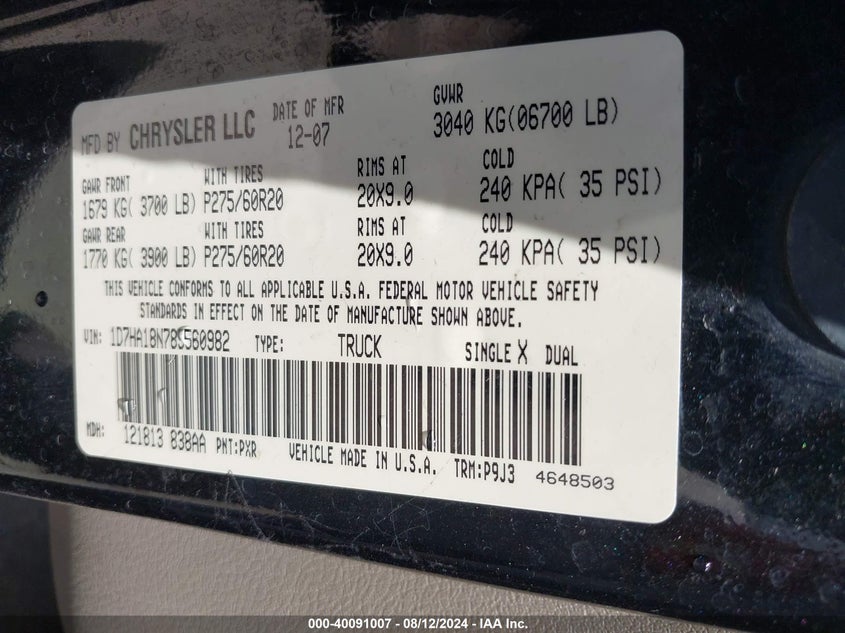 MFD BY CHRYSLER LLC DATE OF MFR GVWR
12-07 3040 KG(06700 LB)
GAWR FRONT WITH TIRES RIMS AT COLD
1679 KG( 3700 LB) P275/60R20 20X9.0 240 KPA( 35 PSI)
GAWR REAR WITH TIRES RIMS AT COLD
1770 KG( 3900 LB) P275/60R20 20X9.0 240 KPA( 35 PSI)
THIS VEHICLE CONFORMS TO ALL APPLICABLE U.S.A. FEDERAL MOTOR VEHICLE SAFETY
STANDARDS IN EFFECT ON THE DATE OF MANUFACTURE SHOWN ABOVE.
VIN: 1D7HA18N78S560982 TYPE: TRUCK SINGLE X DUAL
MDH: 121813 838AA PNT:PXR VEHICLE MADE IN U.S.A. TRM:P9J3 4648503
000-40091007 - 08/12/2024 - IAA Inc.